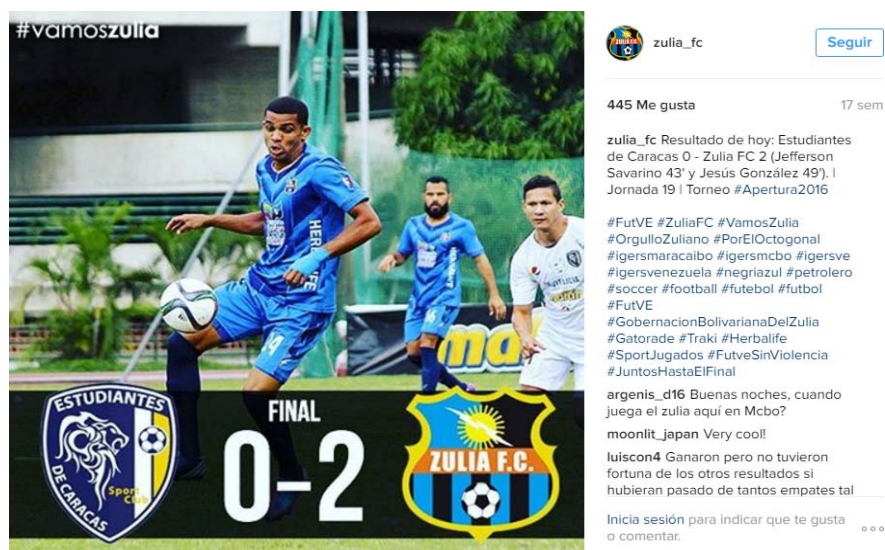 #vamoszulia
HERBALIFE
14
16
FINAL
0-2
ESTUDIANTES
DE CARACAS
Sport
Club
ZULIA F.C.
zulia_fc
Seguir
445 Me gusta
17 sem
zulia_fc Resultado de hoy: Estudiantes
de Caracas 0 - Zulia FC 2 (Jefferson
Savarino 43' y Jesús González 49'). |
Jornada 19 | Torneo #Apertura2016
#FutVE #ZuliaFC #VamosZulia
#OrgulloZuliano #PorElOctogonal
#igersmaracaibo #igersmcbo #igersve
#igersvenezuela #negriazul #petrolero
#soccer #football #futebol #futbol
#FutVE
#GobernacionBolivarianaDelZulia
#Gatorade #Traki #Herbalife
#SportJugados #FutveSinViolencia
#JuntosHastaElFinal
argenis_d16 Buenas noches, cuando
juega el zulia aquí en Mcbo?
moonlit_japan Very cool!
luiscon4 Ganaron pero no tuvieron
fortuna de los otros resultados si
hubieran pasado de tantos empates tal
Inicia sesión para indicar que te gusta
o comentar.